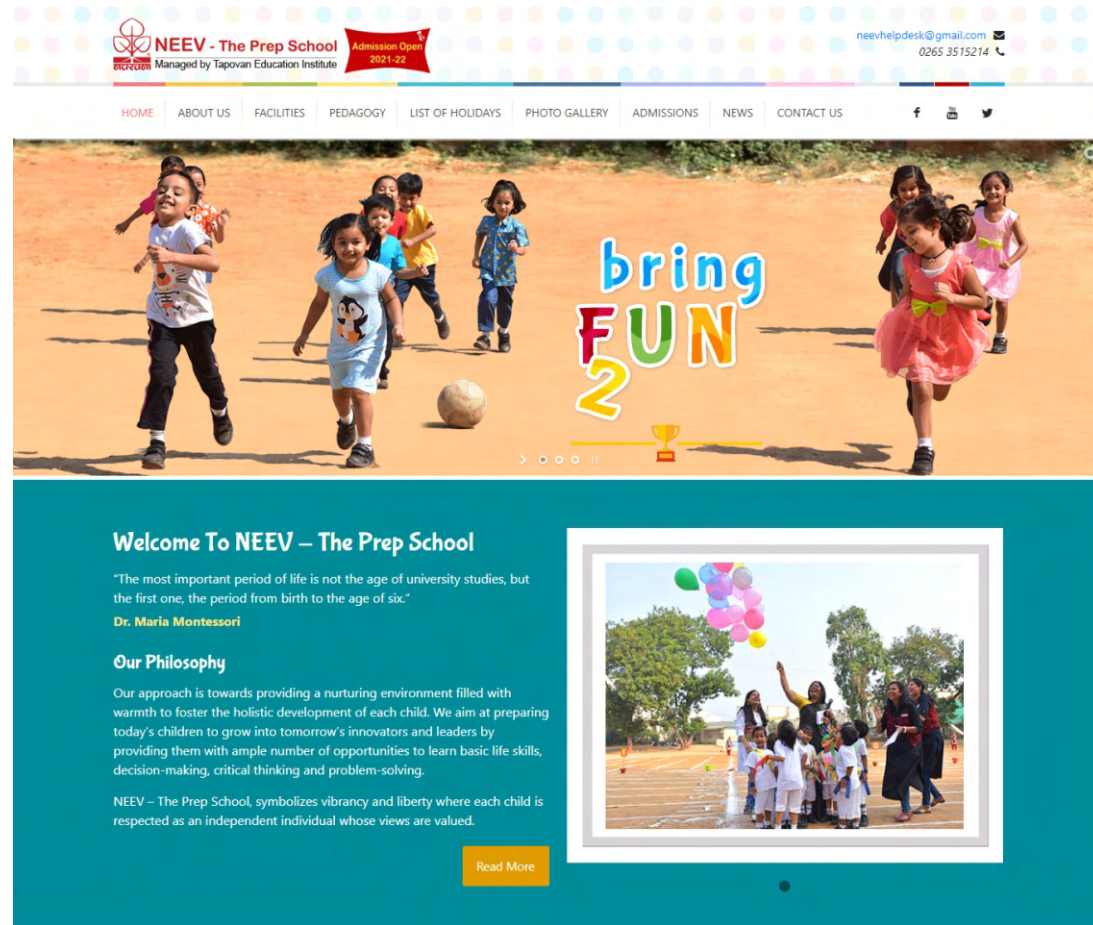 NEEV - The Prep School
Managed by Tapovan Education Institute
Admission Open
2021-22
neevhelpdesk@gmail.com
0265 3515214
HOME ABOUT US FACILITIES PEDAGOGY LIST OF HOLIDAYS PHOTO GALLERY ADMISSIONS NEWS CONTACT US
bring
FUN
2
Welcome To NEEV – The Prep School
“The most important period of life is not the age of university studies, but
the first one, the period from birth to the age of six.”
Dr. Maria Montessori
Our Philosophy
Our approach is towards providing a nurturing environment filled with
warmth to foster the holistic development of each child. We aim at preparing
today’s children to grow into tomorrow’s innovators and leaders by
providing them with ample number of opportunities to learn basic life skills,
decision-making, critical thinking and problem-solving.
NEEV – The Prep School, symbolizes vibrancy and liberty where each child is
respected as an independent individual whose views are valued.
Read More